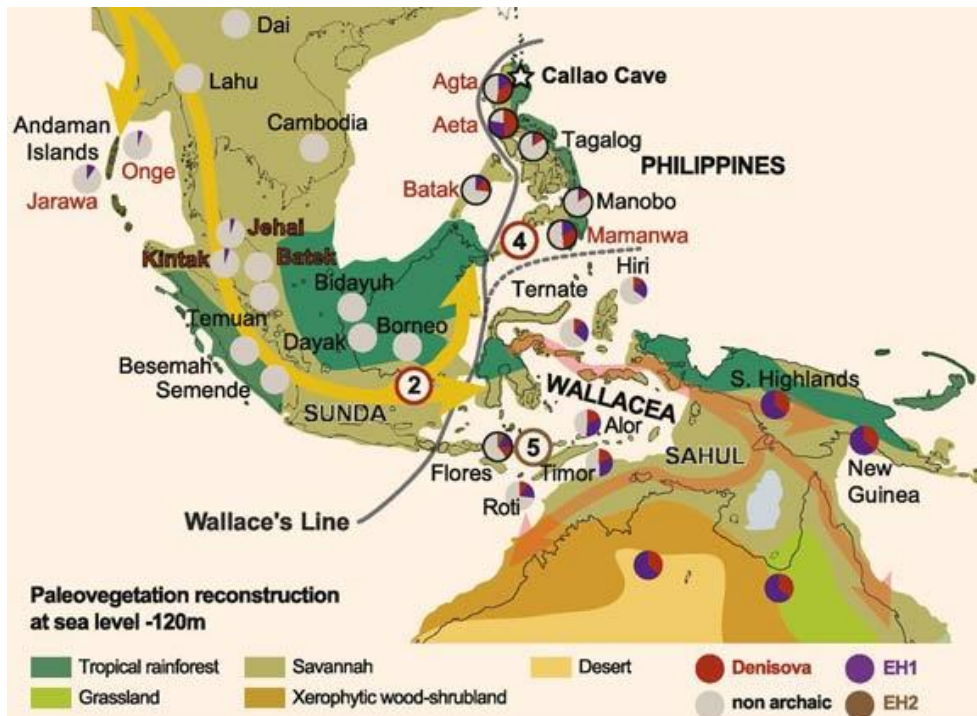 Dai
Lahu
Callao Cave
Agta
Cambodia
Aeta
Andaman
Islands
Tagalog
Onge
PHILIPPINES
Jarawa
Batak
Manobo
Jehai
4
Mamanwa
Kintak
Batek
Hiri
Bidayuh
Ternate
Temuan
Borneo
Dayak
Besemah
S. Highlands
Semende
2
WALLACEA
SUNDA
Alor
5
SAHUL
Flores
Timor
New
Guinea
Roti
Wallace's Line
Paleovegetation reconstruction
at sea level -120m
Tropical rainforest
Savannah
Desert
Denisova
EH1
Grassland
Xerophytic wood-shrubland
non archaic
EH2